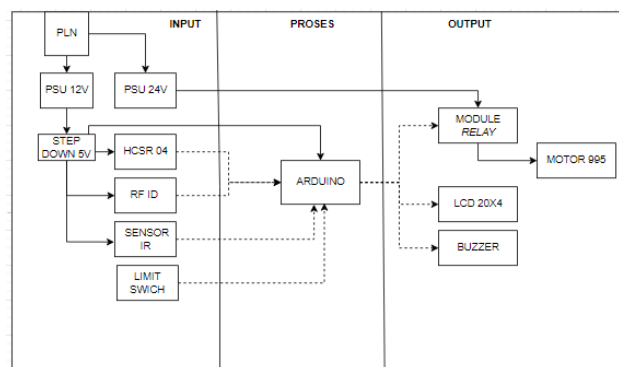 INPUT
PROSES
OUTPUT
PLN
PSU 12V
PSU 24V
STEP
DOWN 5V
HCSR 04
RF ID
SENSOR
IR
LIMIT
SWICH
ARDUINO
MODULE
RELAY
MOTOR 995
LCD 20X4
BUZZER